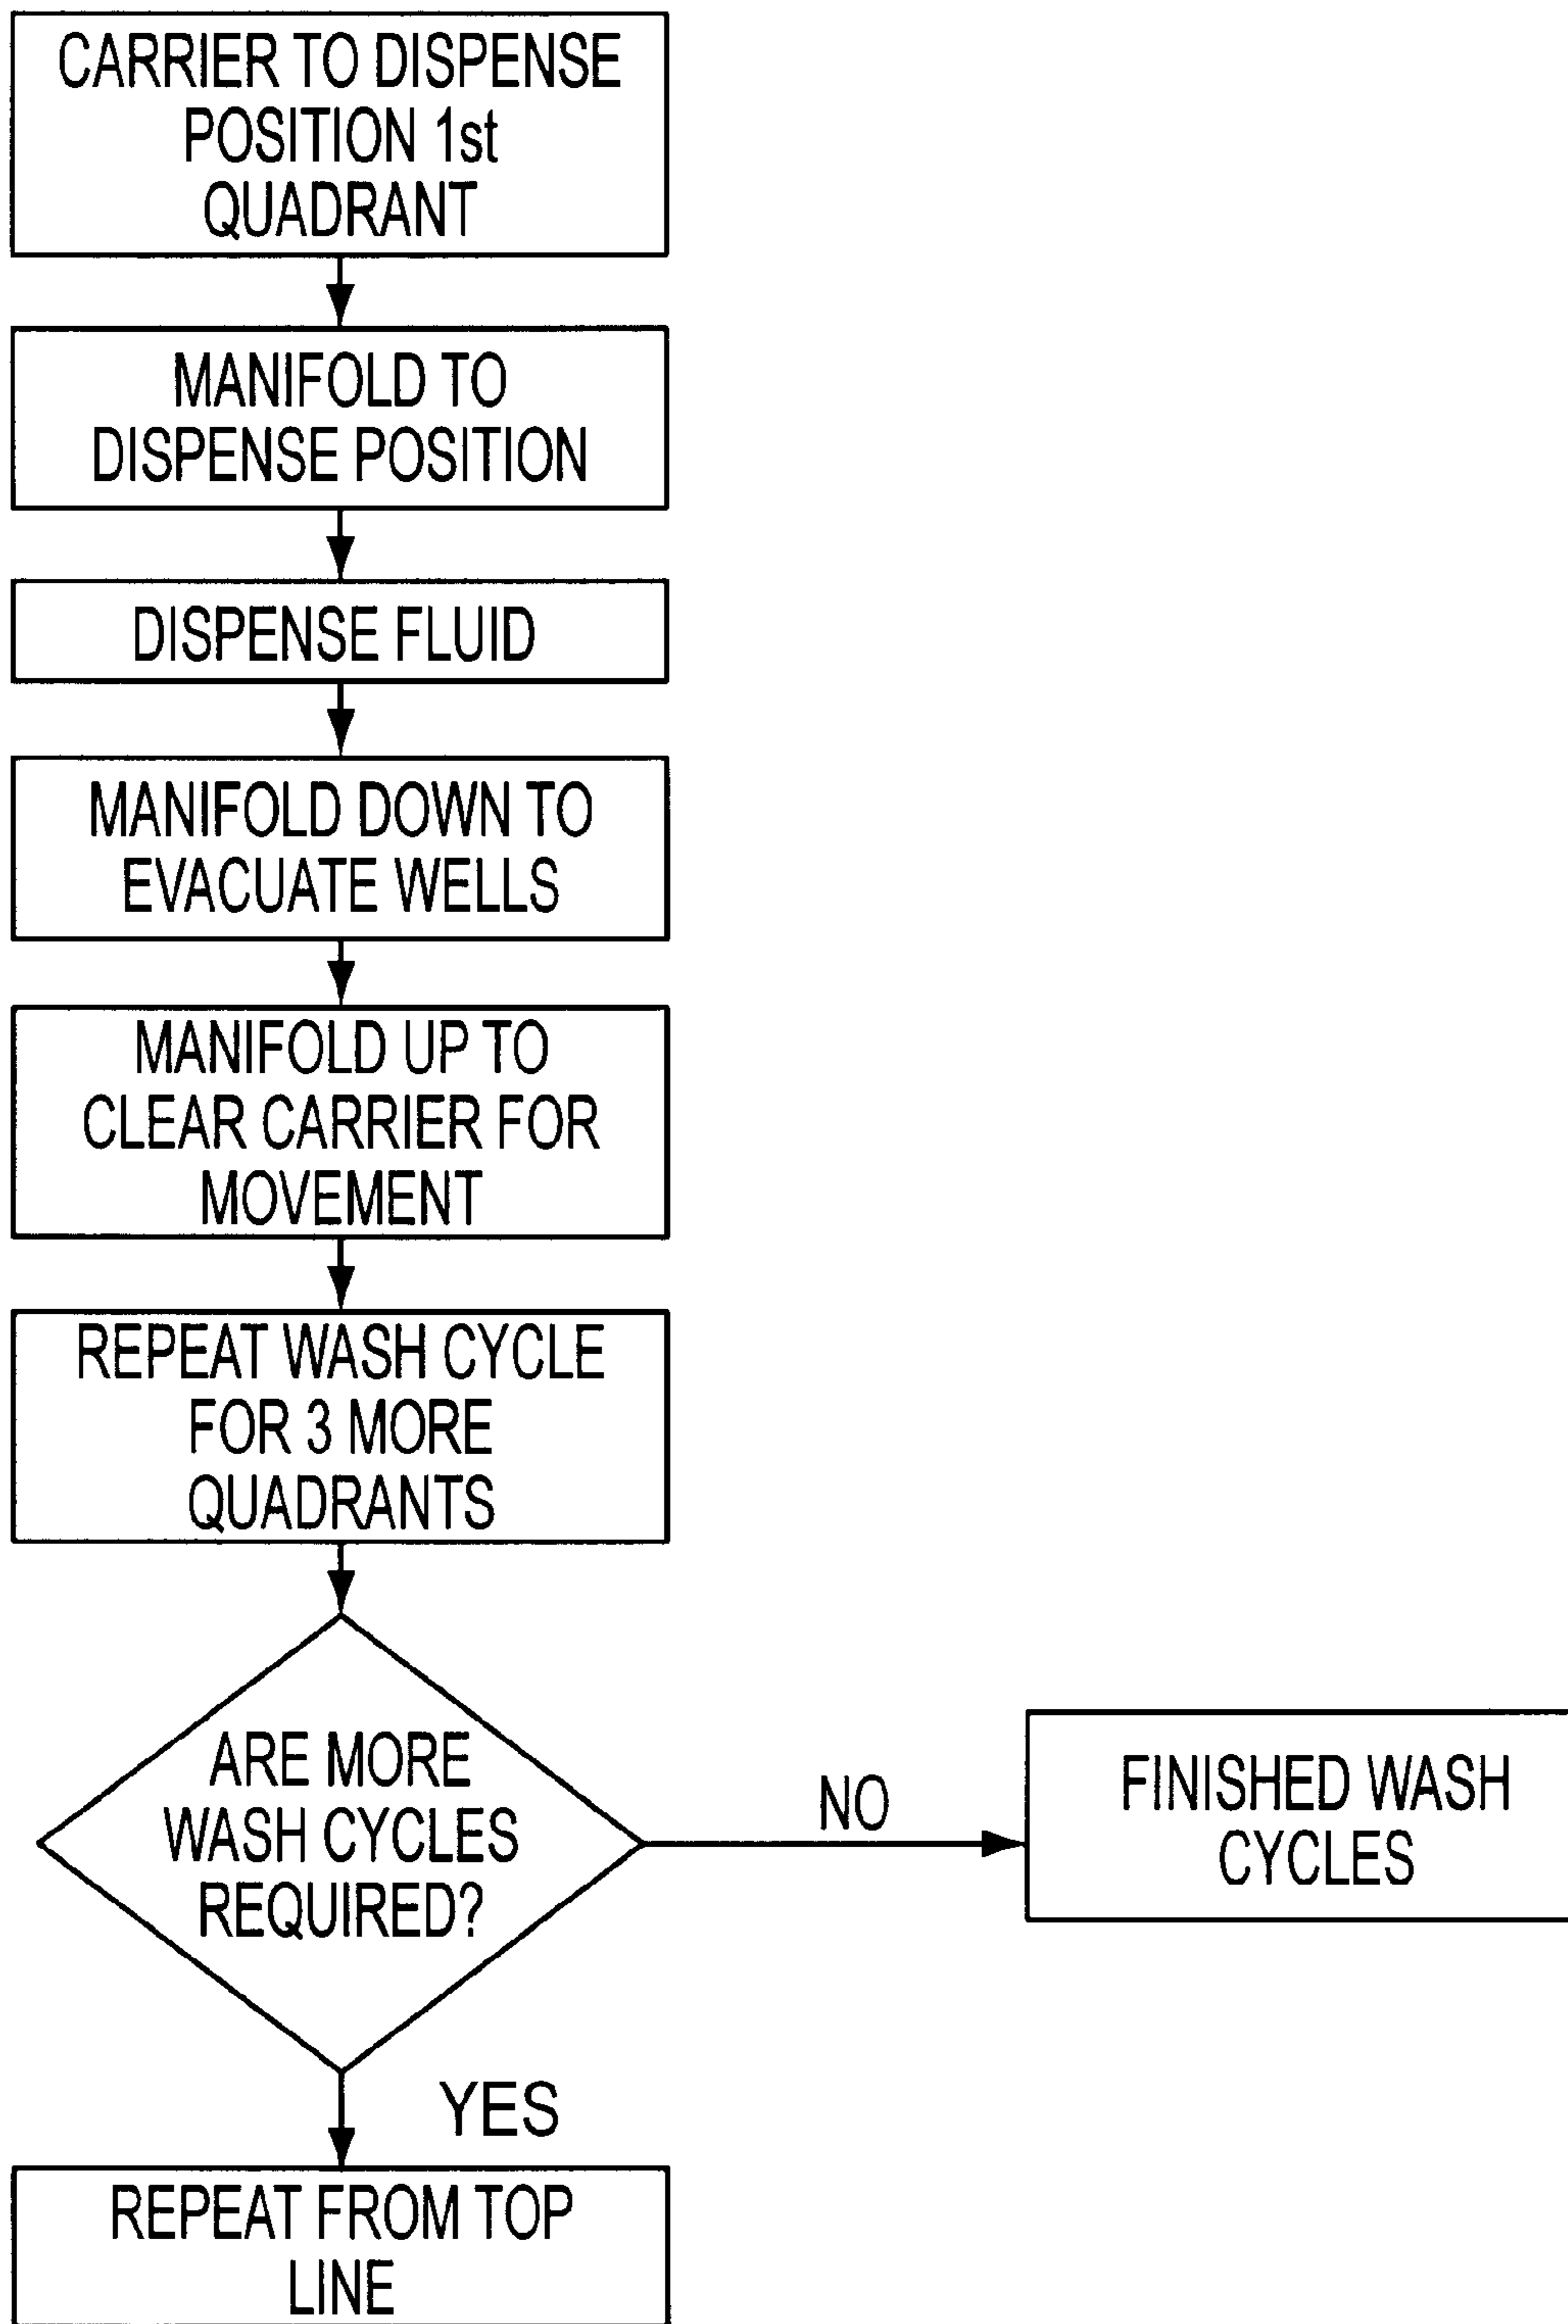 CARRIER TO DISPENSE
POSITION 1st
QUADRANT
MANIFOLD TO
DISPENSE POSITION
DISPENSE FLUID
MANIFOLD DOWN TO
EVACUATE WELLS
MANIFOLD UP TO
CLEAR CARRIER FOR
MOVEMENT
REPEAT WASH CYCLE
FOR 3 MORE
QUADRANTS
ARE MORE
WASH CYCLES
REQUIRED?
NO
FINISHED WASH
CYCLES
YES
REPEAT FROM TOP
LINE